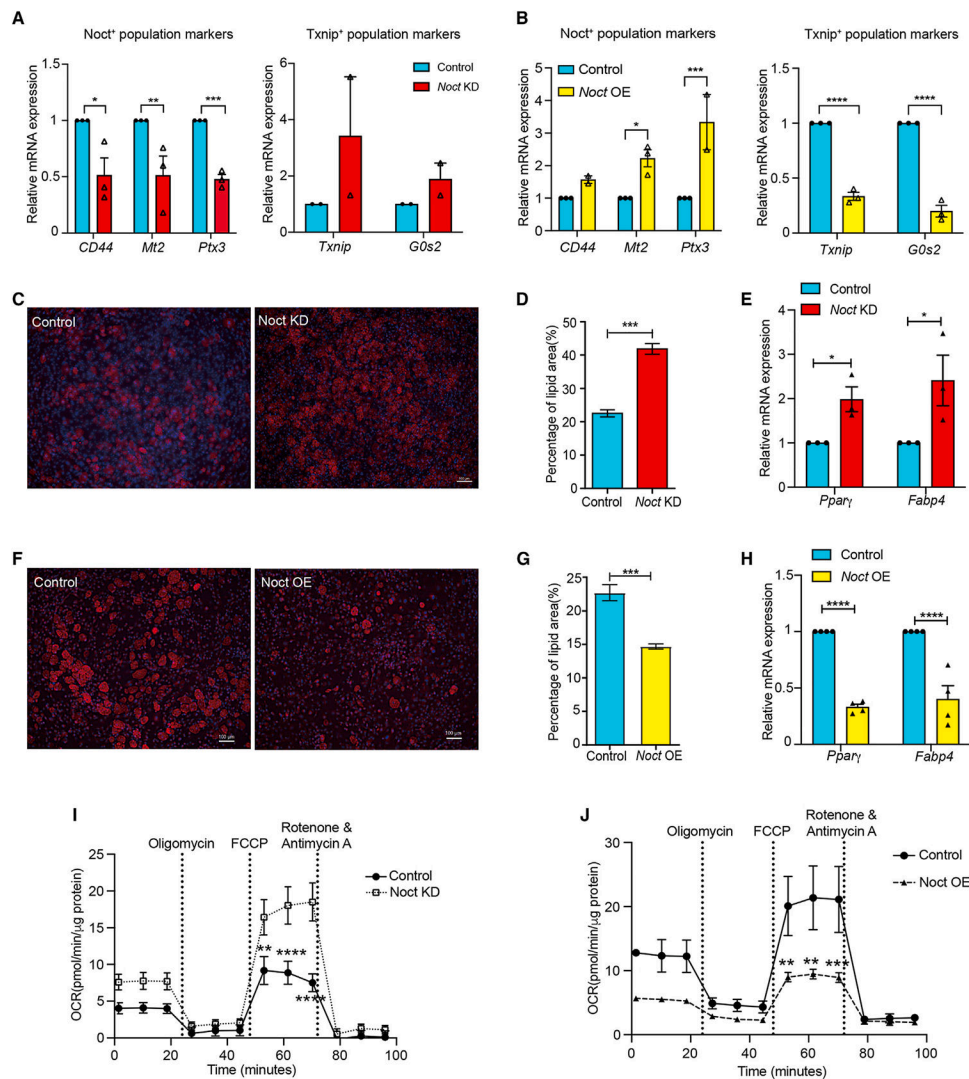 A
Noct⁺ population markers
Txnip⁺ population markers
Relative mRNA expression
1.5
1
0.5
0
*
**
***
CD44
Mt2
Ptx3
Relative mRNA expression
6
4
2
0
Control
Noct KD
Txnip
G0s2
B
Noct⁺ population markers
Txnip⁺ population markers
Relative mRNA expression
5
4
3
2
1
0
Control
Noct OE
*
***
CD44
Mt2
Ptx3
Relative mRNA expression
1.5
1
0.5
0
****
****
Txnip
G0s2
C
Control
Noct KD
D
Percentage of lipid area(%)
50
40
30
20
10
0
***
Control
Noct KD
E
Control
Noct KD
Relative mRNA expression
4
3
2
1
0
*
*
Pparγ
Fabp4
F
Control
100 µm
Noct OE
100 µm
G
Percentage of lipid area(%)
25
20
15
10
5
0
***
Control
Noct OE
H
Control
Noct OE
Relative mRNA expression
1.5
1
0.5
0
****
****
Pparγ
Fabp4
I
Oligomycin
FCCP
Rotenone &
Antimycin A
Control
Noct KD
OCR(pmol/min/µg protein)
25
20
15
10
5
0
**
****
****
0
20
40
60
80
100
Time (minutes)
J
Oligomycin
FCCP
Rotenone &
Antimycin A
Control
Noct OE
OCR(pmol/min/µg protein)
30
20
10
0
**
**
***
0
20
40
60
80
100
Time (minutes)